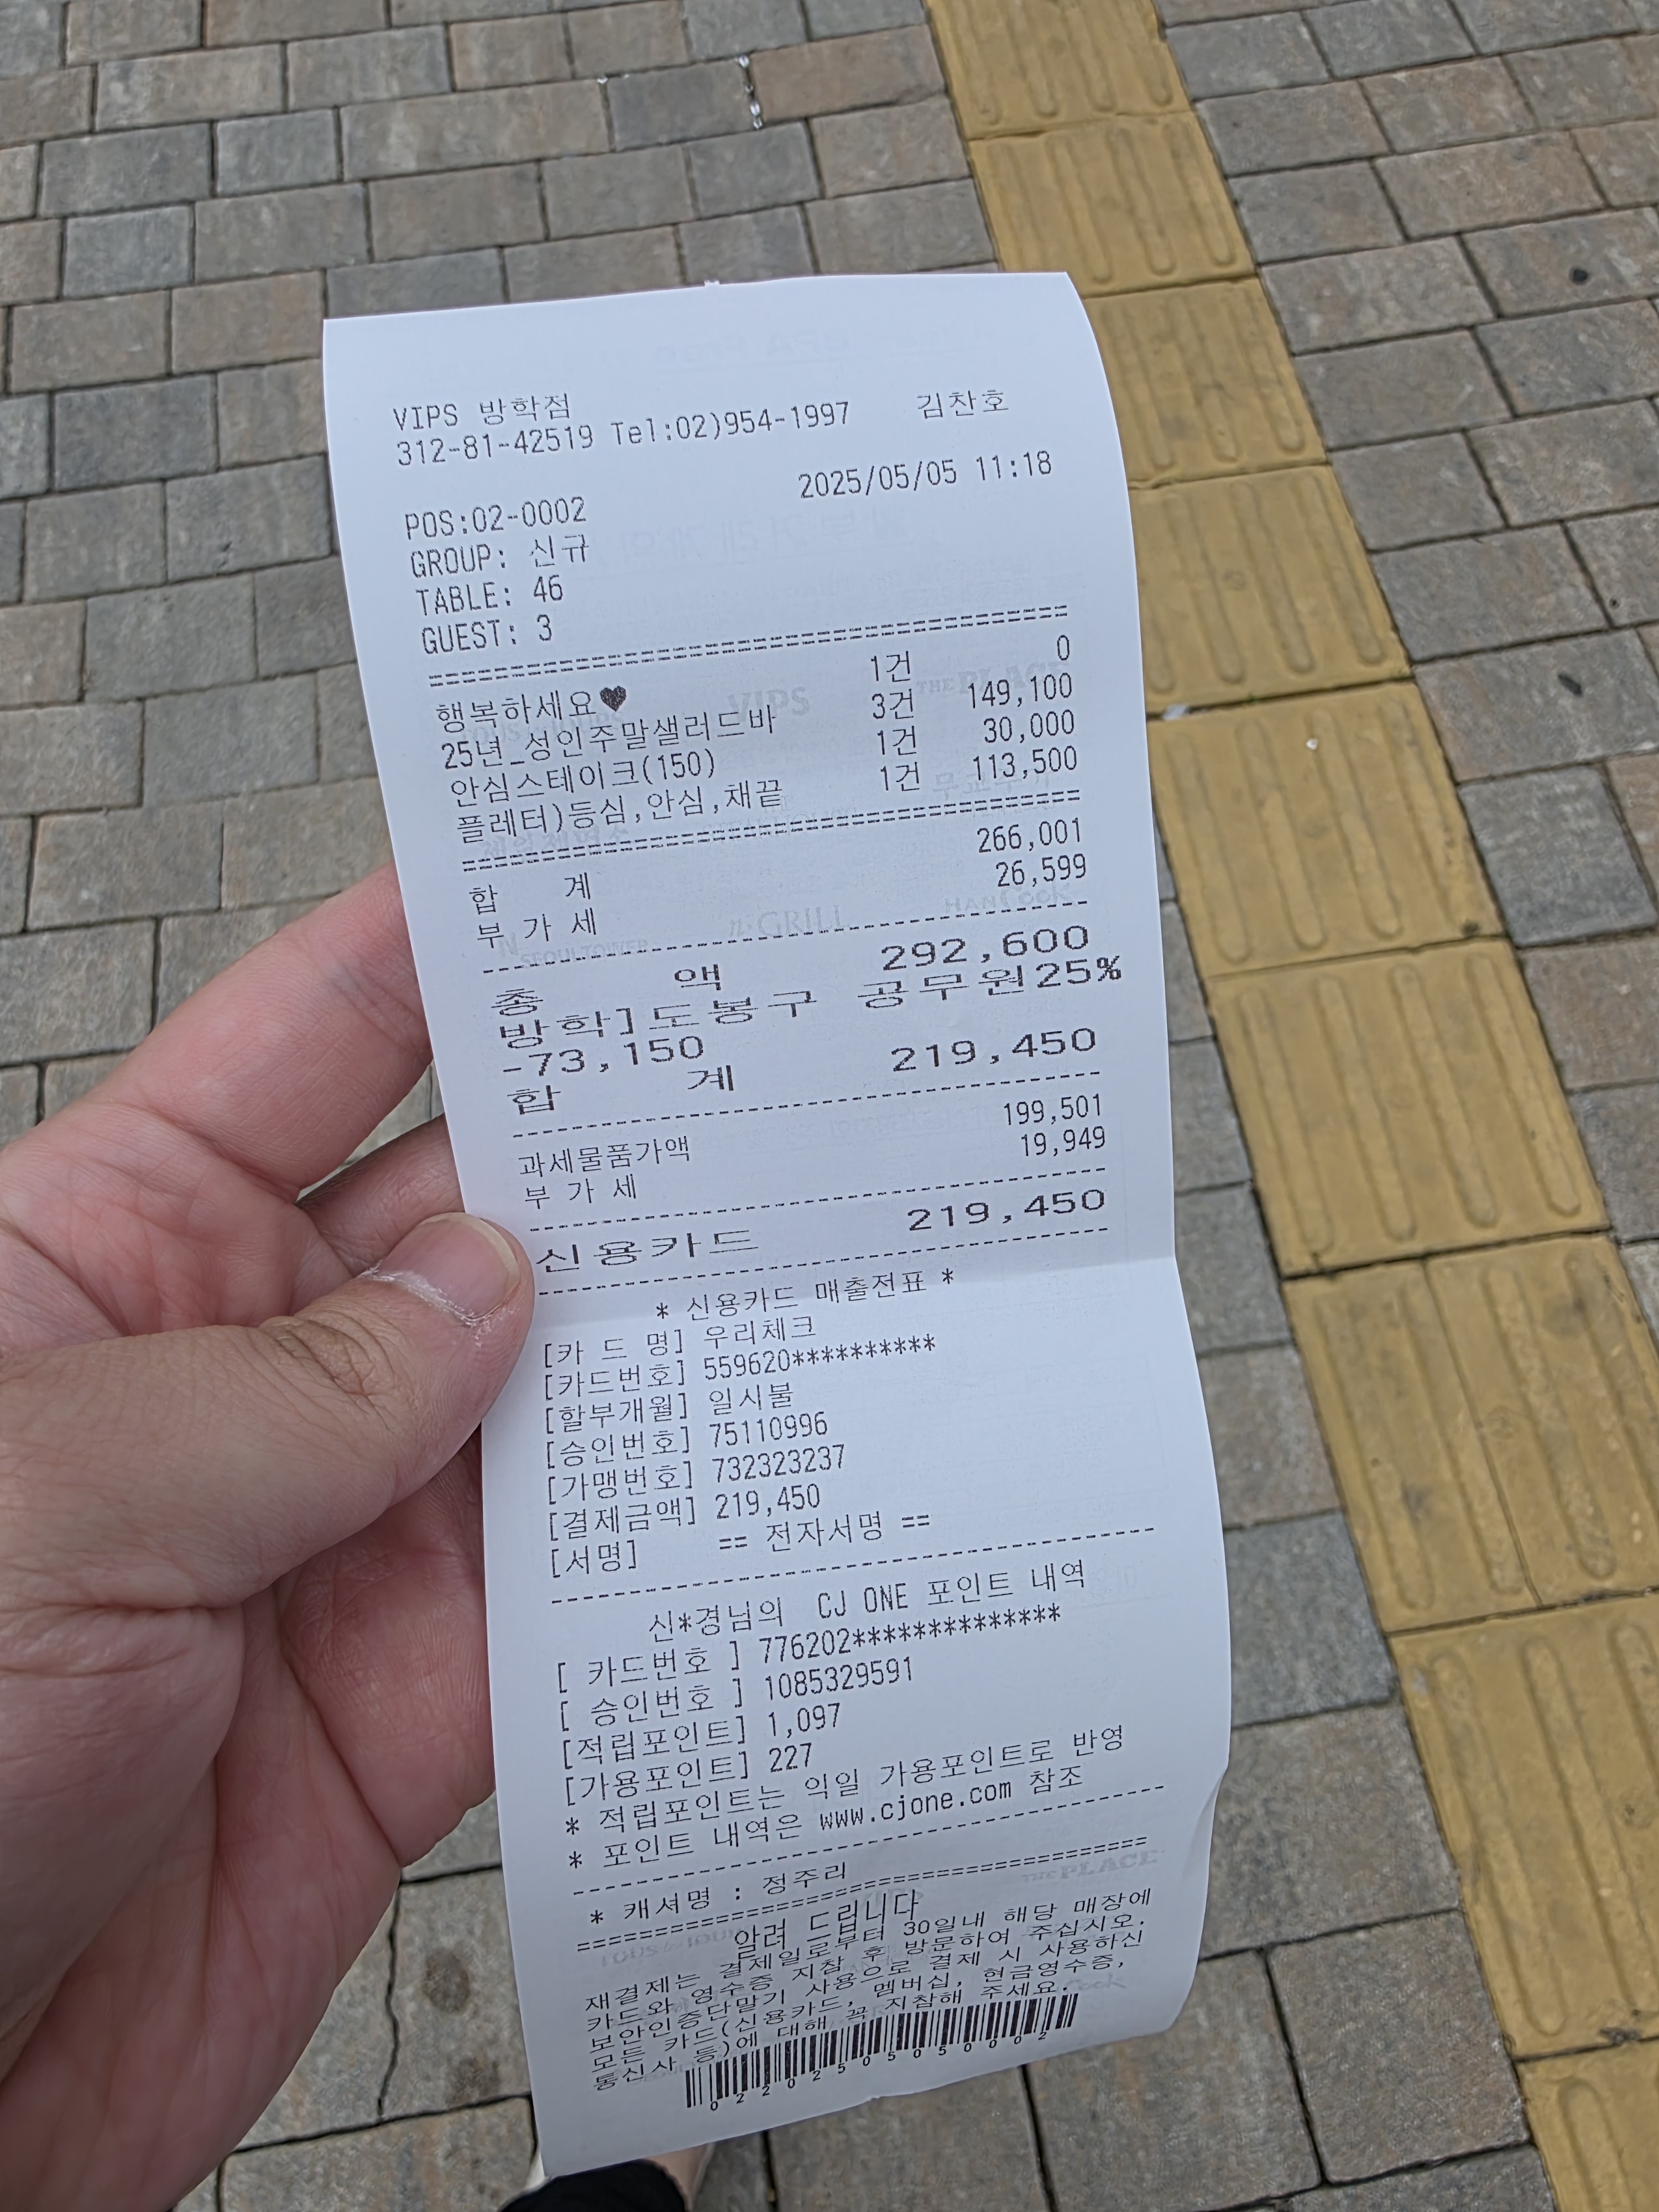 VIPS 방학점
312-81-42519 Tel:02)954-1997 김찬호
2025/05/05 11:18
POS:02-0002
GROUP: 신규
TABLE: 46
GUEST: 3
행복하세요♥ 1건 0
25년_성인주말샐러드바 3건 149,100
안심스테이크(150) 1건 30,000
플레터)등심,안심,채끝 1건 113,500
합 계 266,001
부 가 세 26,599
총 액 292,600
방학]도봉구 공무원25%
-73,150
합 계 219,450
과세물품가액 199,501
부 가 세 19,949
신용카드 219,450
* 신용카드 매출전표 *
[카 드 명] 우리체크
[카드번호] 559620**********
[할부개월] 일시불
[승인번호] 75110996
[가맹번호] 732323237
[결제금액] 219,450
[서명] == 전자서명 ==
신*경님의 CJ ONE 포인트 내역
[ 카드번호 ] 776202**************
[ 승인번호 ] 1085329591
[적립포인트] 1,097
[가용포인트] 227
* 적립포인트는 익일 가용포인트로 반영
* 포인트 내역은 www.cjone.com 참조
* 캐셔명 : 정주리
알려 드립니다
재결제는 결제일로부터 30일내 해당 매장에
카드와 영수증 지참 후 방문하여 주십시오.
보안인증단말기 사용으로 결제 시 사용하신
모든 카드(신용카드, 멤버십, 현금영수증,
통신사 등)에 대해 꼭 지참해 주세요.
02202505050002